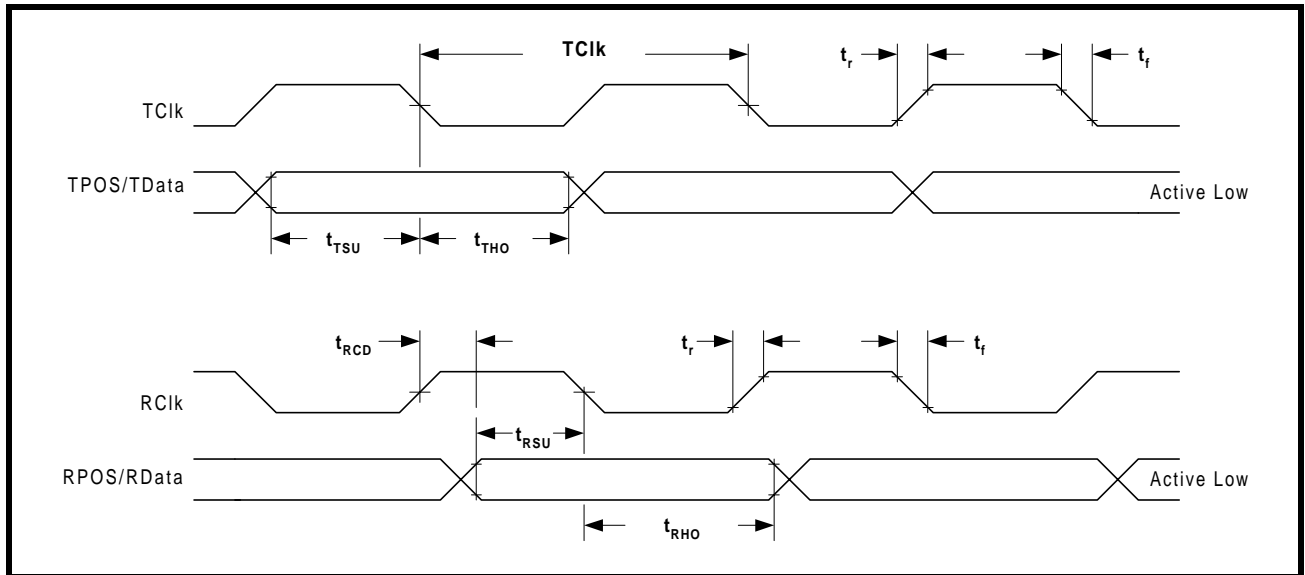 TClk
t_r
t_f
TClk
TPOS/TData
Active Low
t_TSU
t_THO
t_RCD
t_r
t_f
RClk
t_RSU
RPOS/RData
Active Low
t_RHO